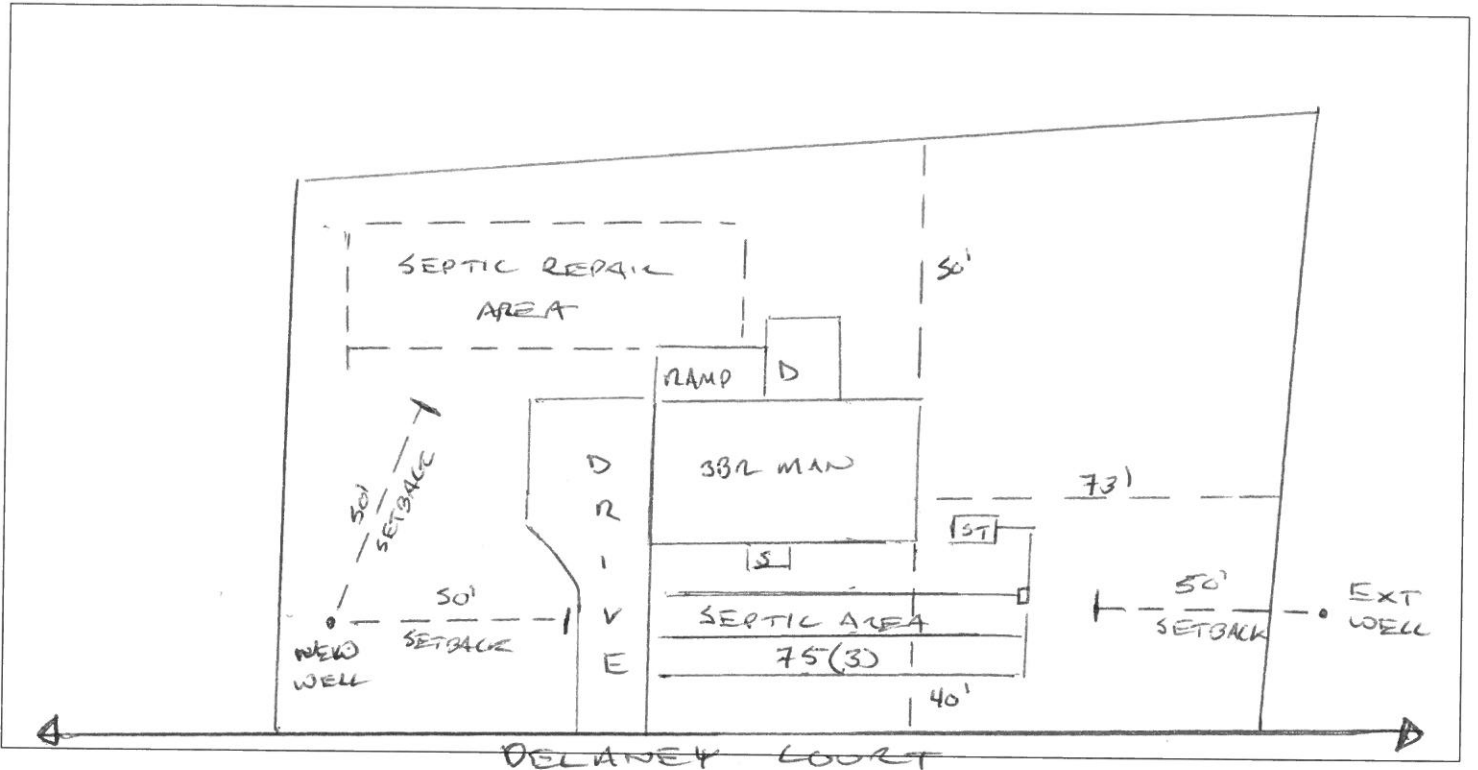 SEPTIC REPAIR
AREA
50'
RAMP
D
DRIVE
3BR MAN
73'
ST
S
50'
SETBACK
50'
SETBACK
NEW
WELL
SEPTIC AREA
75(3)
40'
50'
SETBACK
EXT
WELL
DELANEY COURT